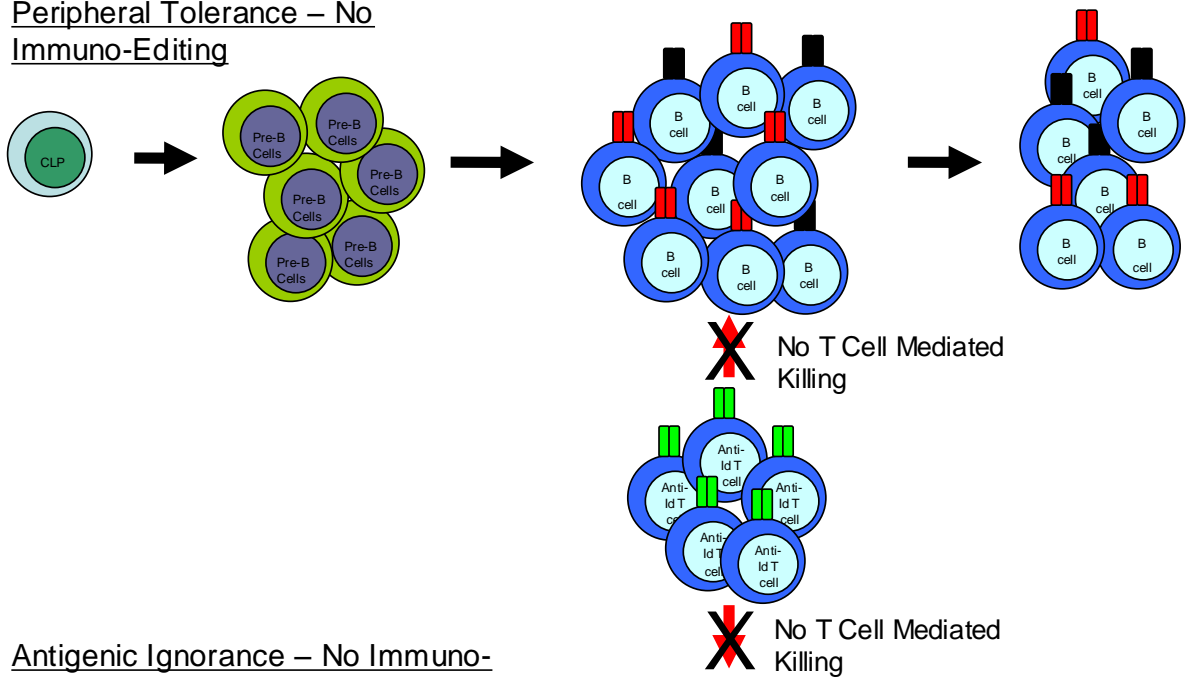 Peripheral Tolerance – No
Immuno-Editing
CLP
Pre-B
Cells
Pre-B
Cells
Pre-B
Cells
Pre-B
Cells
Pre-B
Cells
Pre-B
Cells
B
cell
B
cell
B
cell
B
cell
B
cell
B
cell
B
cell
B
cell
B
cell
B
cell
B
cell
B
cell
B
cell
B
cell
B
cell
No T Cell Mediated
Killing
Anti-
Id T
cell
Anti-
Id T
cell
Anti-
Id T
cell
Anti-
Id T
cell
Anti-
Id T
cell
No T Cell Mediated
Killing
Antigenic Ignorance – No Immuno-